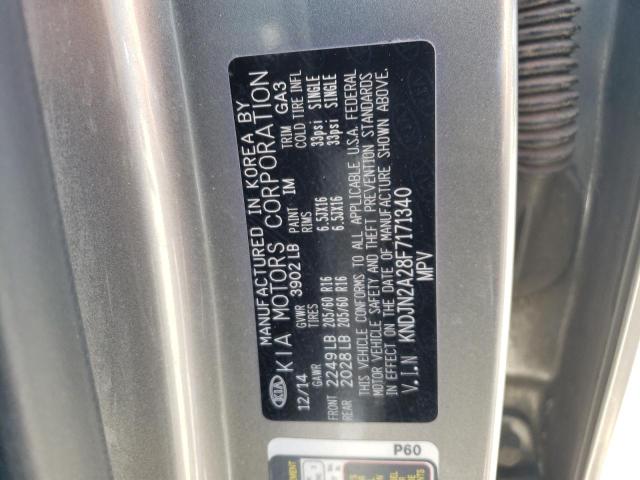 MANUFACTURED IN KOREA BY
KIA KIA MOTORS CORPORATION
12/14 GVWR 3902 LB PAINT IM TRIM GA3
GAWR TIRES RIMS COLD TIRE INFL
FRONT 2249LB 205/60 R16 6.5JX16 33psi SINGLE
REAR 2028LB 205/60 R16 6.5JX16 33psi SINGLE
THIS VEHICLE CONFORMS TO ALL APPLICABLE U.S.A. FEDERAL
MOTOR VEHICLE SAFETY AND THEFT PREVENTION STANDARDS
IN EFFECT ON THE DATE OF MANUFACTURE SHOWN ABOVE.
V.I.N KNDJN2A28F7171340
MPV
P60